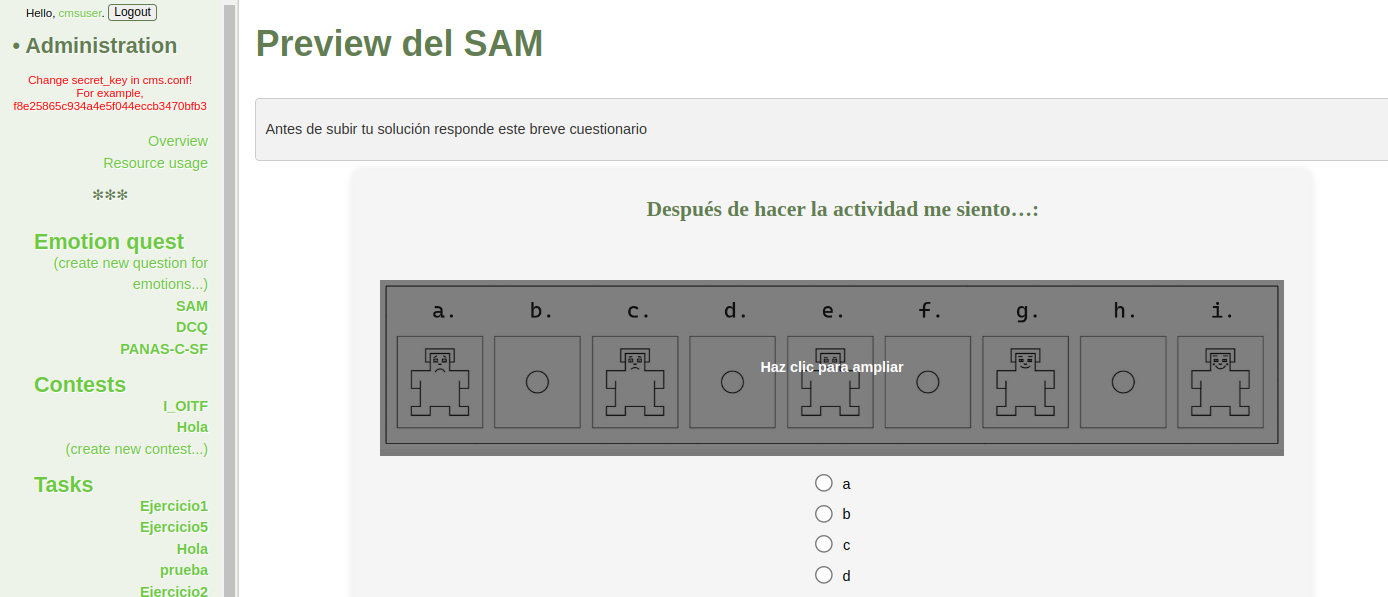 Hello, cmsuser. Logout
• Administration
Change secret_key in cms.conf!
For example,
f8e25865c934a4e5f044eccb3470bfb3
Overview
Resource usage
✻✻✻
Emotion quest
(create new question for
emotions...)
SAM
DCQ
PANAS-C-SF
Contests
I_OITF
Hola
(create new contest...)
Tasks
Ejercicio1
Ejercicio5
Hola
prueba
Ejercicio2
Preview del SAM
Antes de subir tu solución responde este breve cuestionario
Después de hacer la actividad me siento…:
a. b. c. d. e. f. g. h. i.
Haz clic para ampliar
a
b
c
d